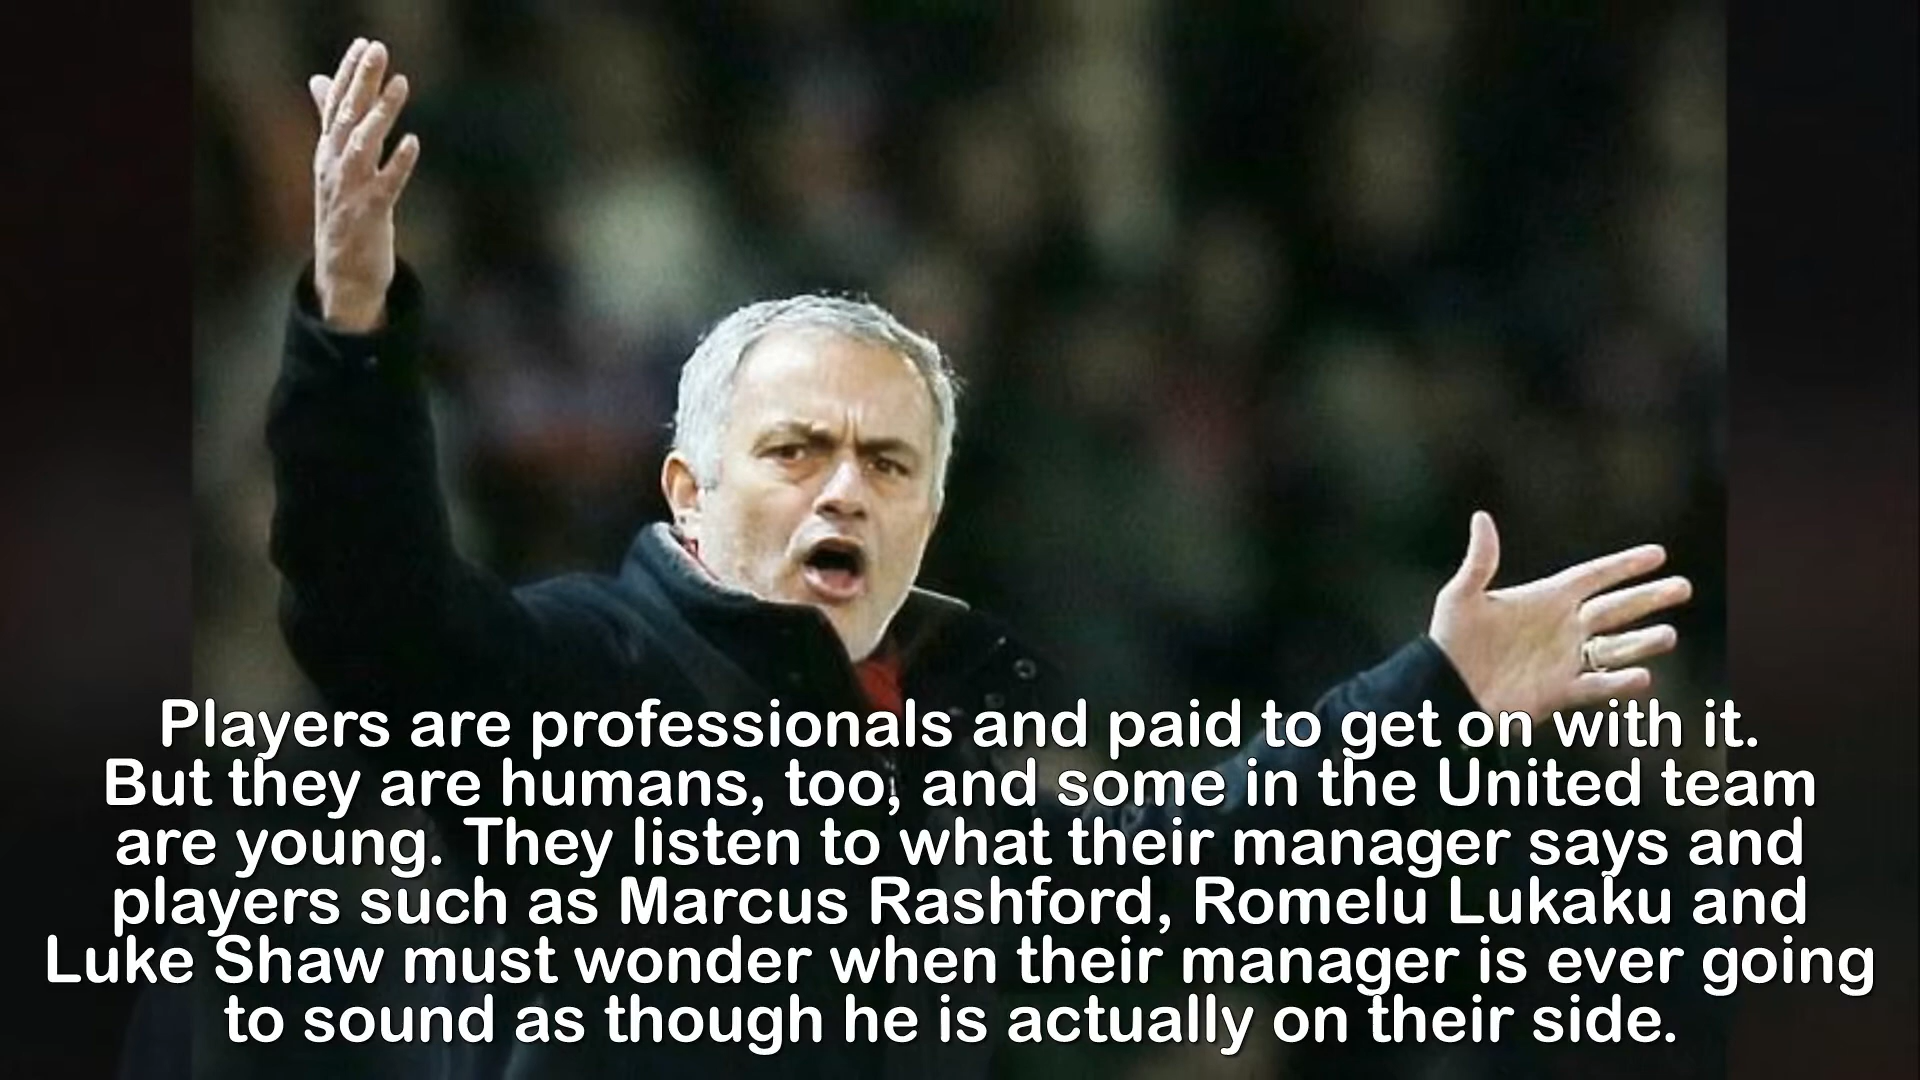 Players are professionals and paid to get on with it.
But they are humans, too, and some in the United team
are young. They listen to what their manager says and
players such as Marcus Rashford, Romelu Lukaku and
Luke Shaw must wonder when their manager is ever going
to sound as though he is actually on their side.